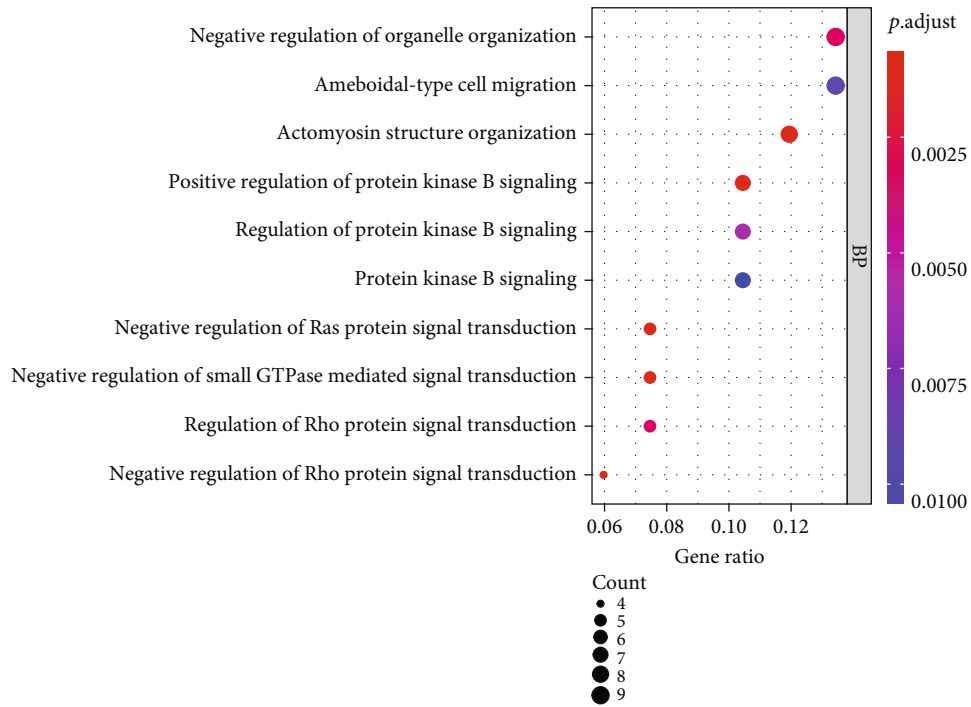 p.adjust
Negative regulation of organelle organization
Ameboidal-type cell migration
Actomyosin structure organization
Positive regulation of protein kinase B signaling
Regulation of protein kinase B signaling
Protein kinase B signaling
Negative regulation of Ras protein signal transduction
Negative regulation of small GTPase mediated signal transduction
Regulation of Rho protein signal transduction
Negative regulation of Rho protein signal transduction
BP
0.0025
0.0050
0.0075
0.0100
0.06 0.08 0.10 0.12
Gene ratio
Count
4
5
6
7
8
9